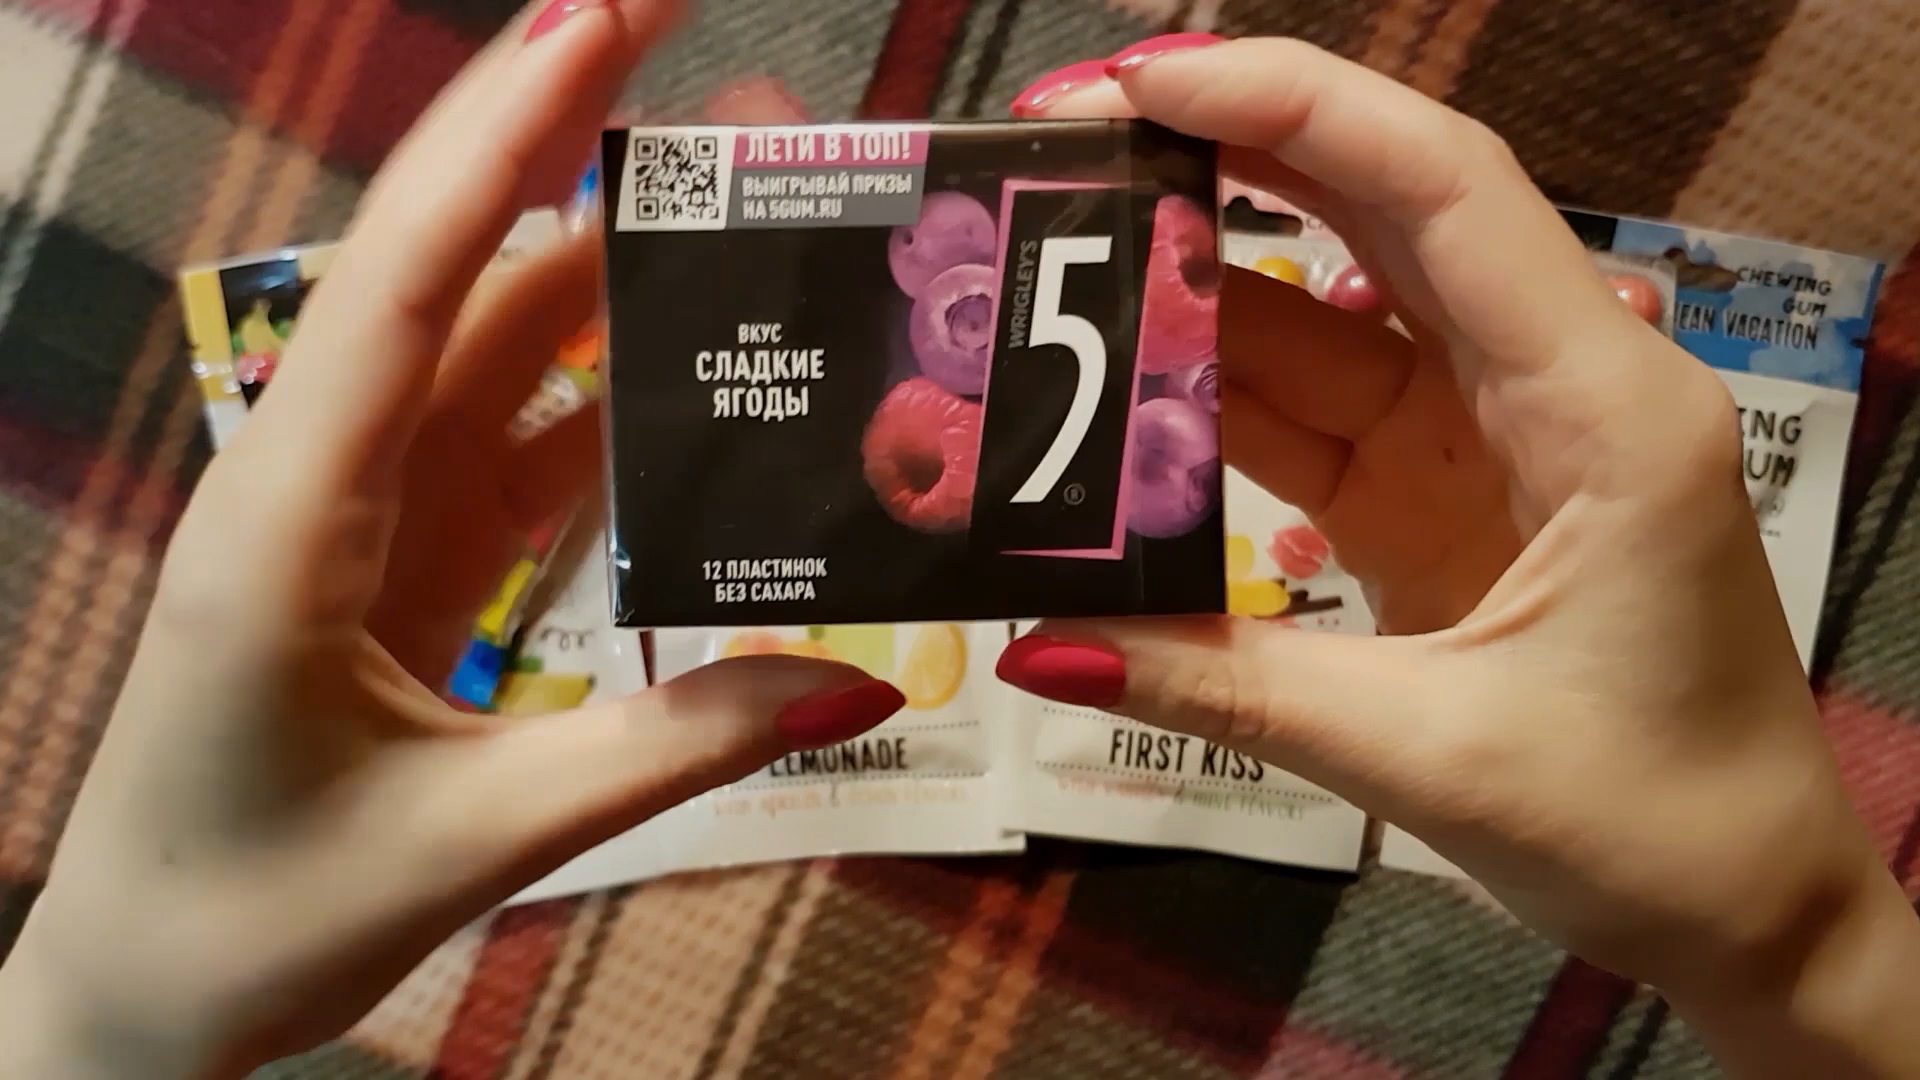 ЛЕТИ В ТОП!
ВЫИГРЫВАЙ ПРИЗЫ
НА 5GUM.RU
ВКУС
СЛАДКИЕ
ЯГОДЫ
12 ПЛАСТИНОК
БЕЗ САХАРА
WRIGLEY'S
5
®
CHEWING
GUM
VACATION
LEMONADE
FIRST KISS